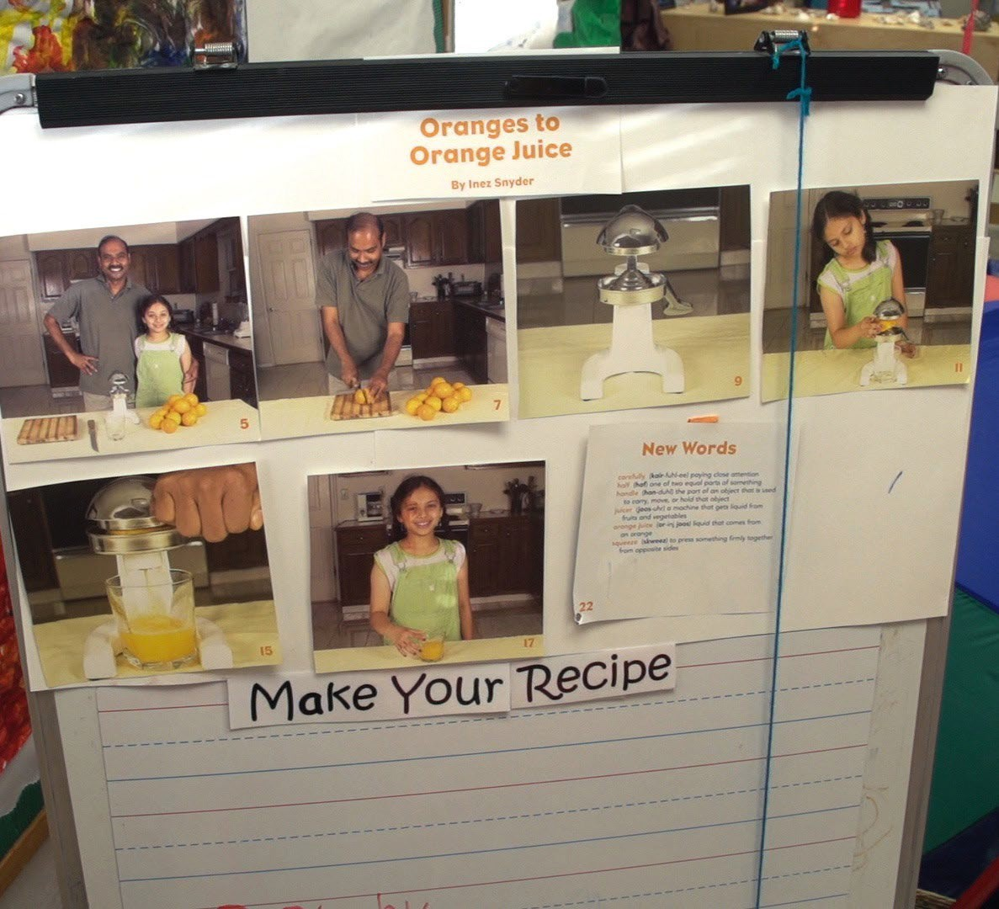 Oranges to
Orange Juice
By Inez Snyder
5
7
9
11
15
17
New Words
carefully (kair-fuhl-ee) paying close attention
half (haf) one of two equal parts of something
handle (han-duhl) the part of an object that is used
to carry, move, or hold that object
juicer (joos-uhr) a machine that gets liquid from
fruits and vegetables
orange juice (or-inj joos) liquid that comes from
an orange
squeeze (skweez) to press something firmly together
from opposite sides
22
Make Your Recipe